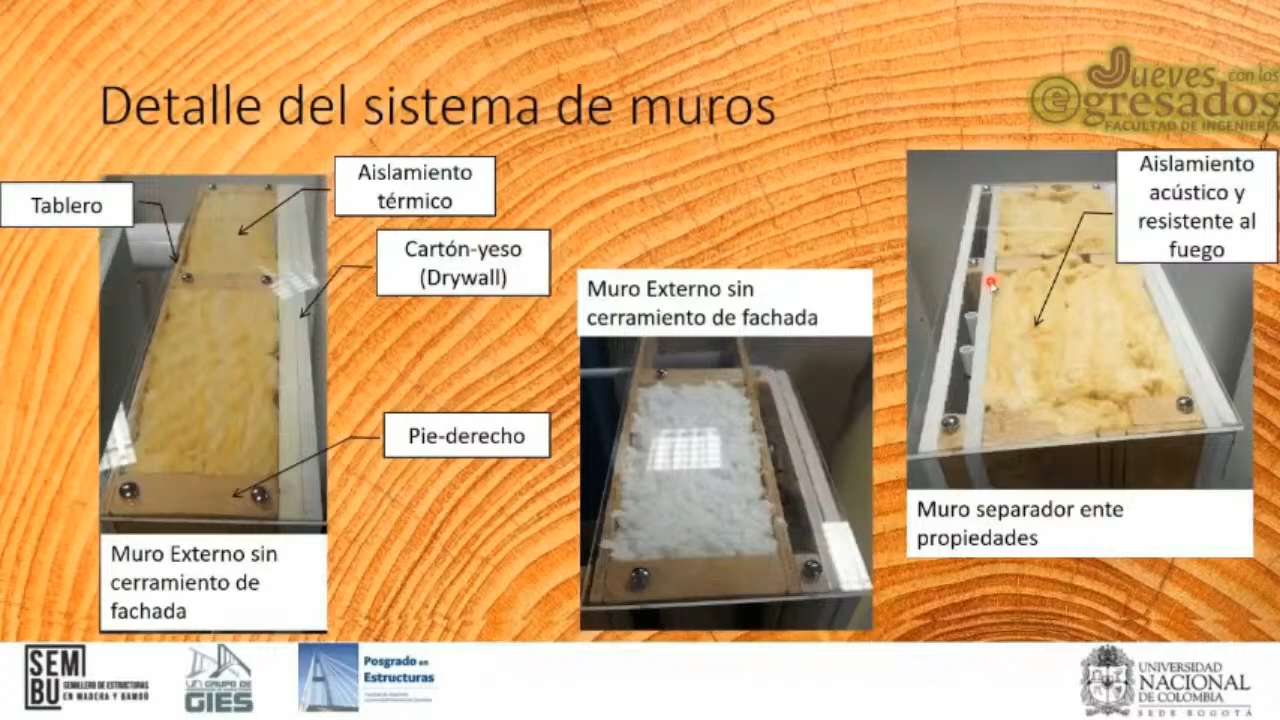 Jueves con los
egresados
FACULTAD DE INGENIERÍA
Detalle del sistema de muros
Tablero
Aislamiento
térmico
Cartón-yeso
(Drywall)
Pie-derecho
Muro Externo sin
cerramiento de
fachada
Muro Externo sin
cerramiento de fachada
Aislamiento
acústico y
resistente al
fuego
Muro separador ente
propiedades
SEM
BU
SEMILLERO DE ESTRUCTURAS
EN MADERA Y BAMBÚ
UN GRUPO DE
GIES
Posgrado en
Estructuras
UNIVERSIDAD
NACIONAL
DE COLOMBIA
SEDE BOGOTÁ